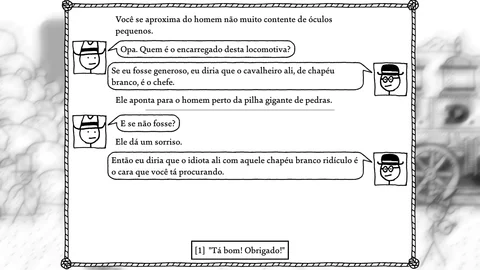 Você se aproxima do homem não muito contente de óculos
pequenos.
Opa. Quem é o encarregado desta locomotiva?
Se eu fosse generoso, eu diria que o cavalheiro ali, de chapéu
branco, é o chefe.
Ele aponta para o homem perto da pilha gigante de pedras.
E se não fosse?
Ele dá um sorriso.
Então eu diria que o idiota ali com aquele chapéu branco ridículo é
o cara que você tá procurando.
[1] "Tá bom! Obrigado!"